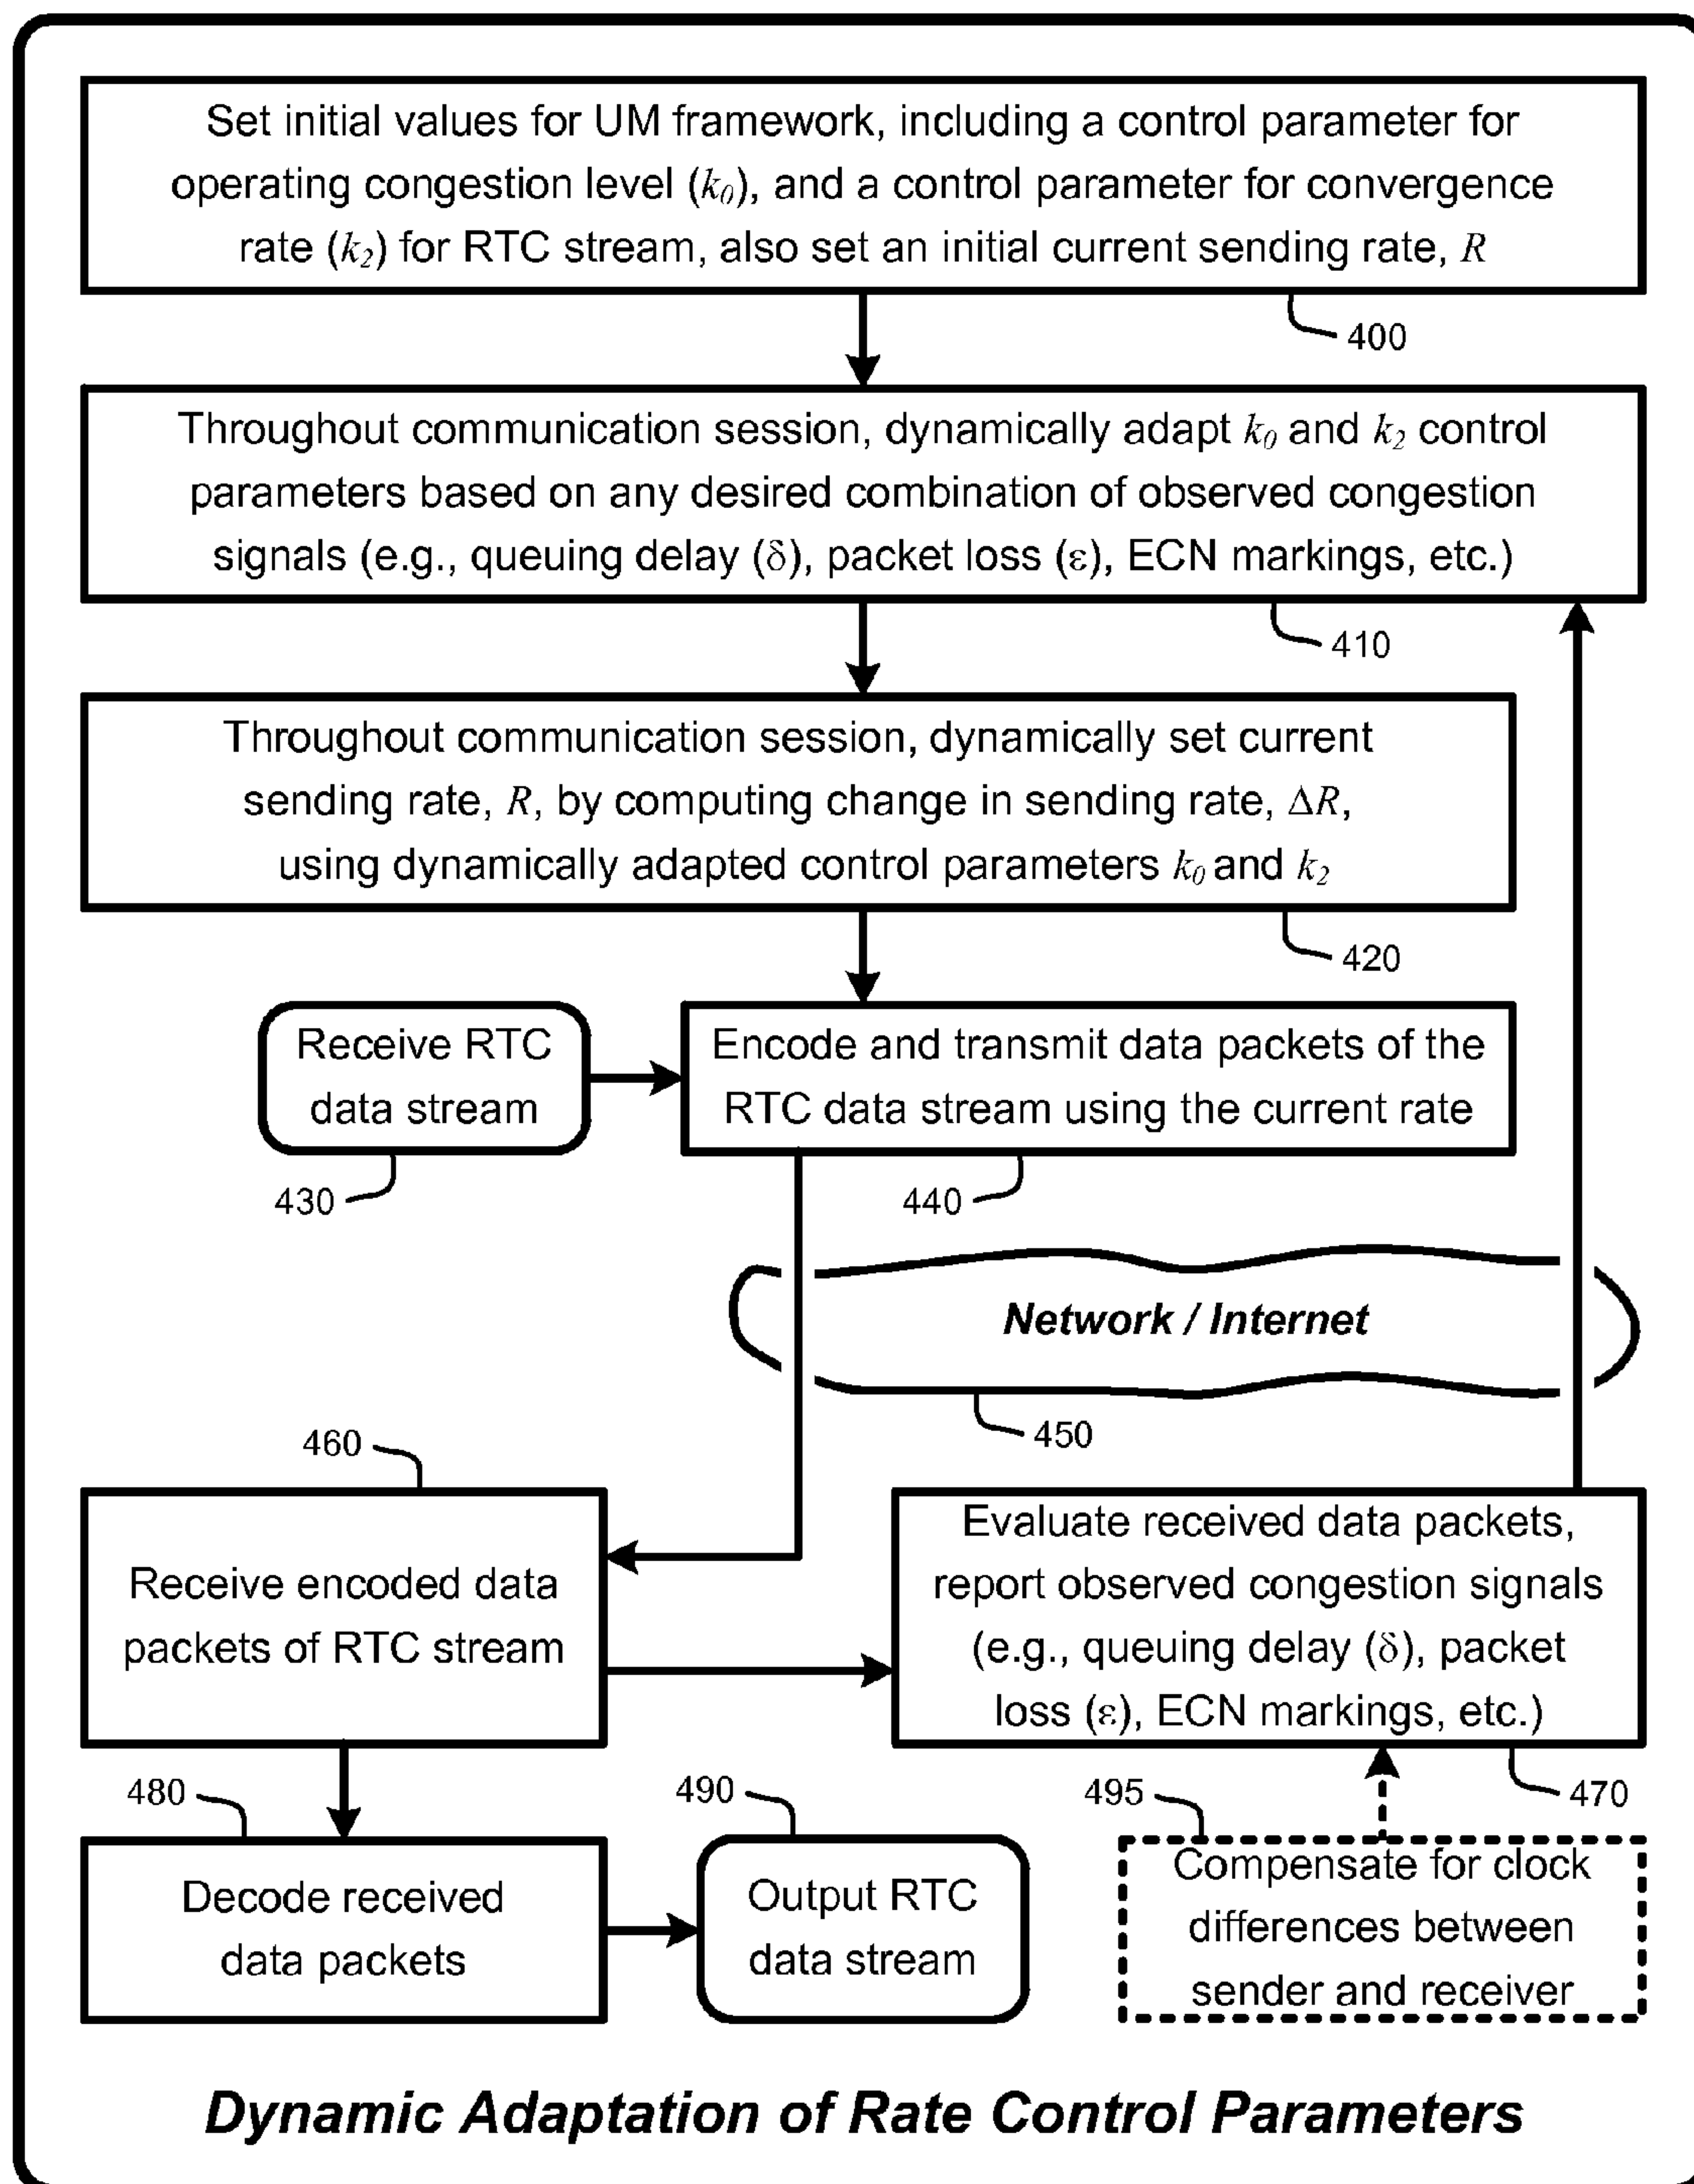 Set initial values for UM framework, including a control parameter for
operating congestion level (k₀), and a control parameter for convergence
rate (k₂) for RTC stream, also set an initial current sending rate, R
400
Throughout communication session, dynamically adapt k₀ and k₂ control
parameters based on any desired combination of observed congestion
signals (e.g., queuing delay (δ), packet loss (ε), ECN markings, etc.)
410
Throughout communication session, dynamically set current
sending rate, R, by computing change in sending rate, ΔR,
using dynamically adapted control parameters k₀ and k₂
420
Receive RTC
data stream
430
Encode and transmit data packets of the
RTC data stream using the current rate
440
Network / Internet
450
460
Receive encoded data
packets of RTC stream
Evaluate received data packets,
report observed congestion signals
(e.g., queuing delay (δ), packet
loss (ε), ECN markings, etc.)
470
480
Decode received
data packets
490
Output RTC
data stream
495
Compensate for clock
differences between
sender and receiver
Dynamic Adaptation of Rate Control Parameters